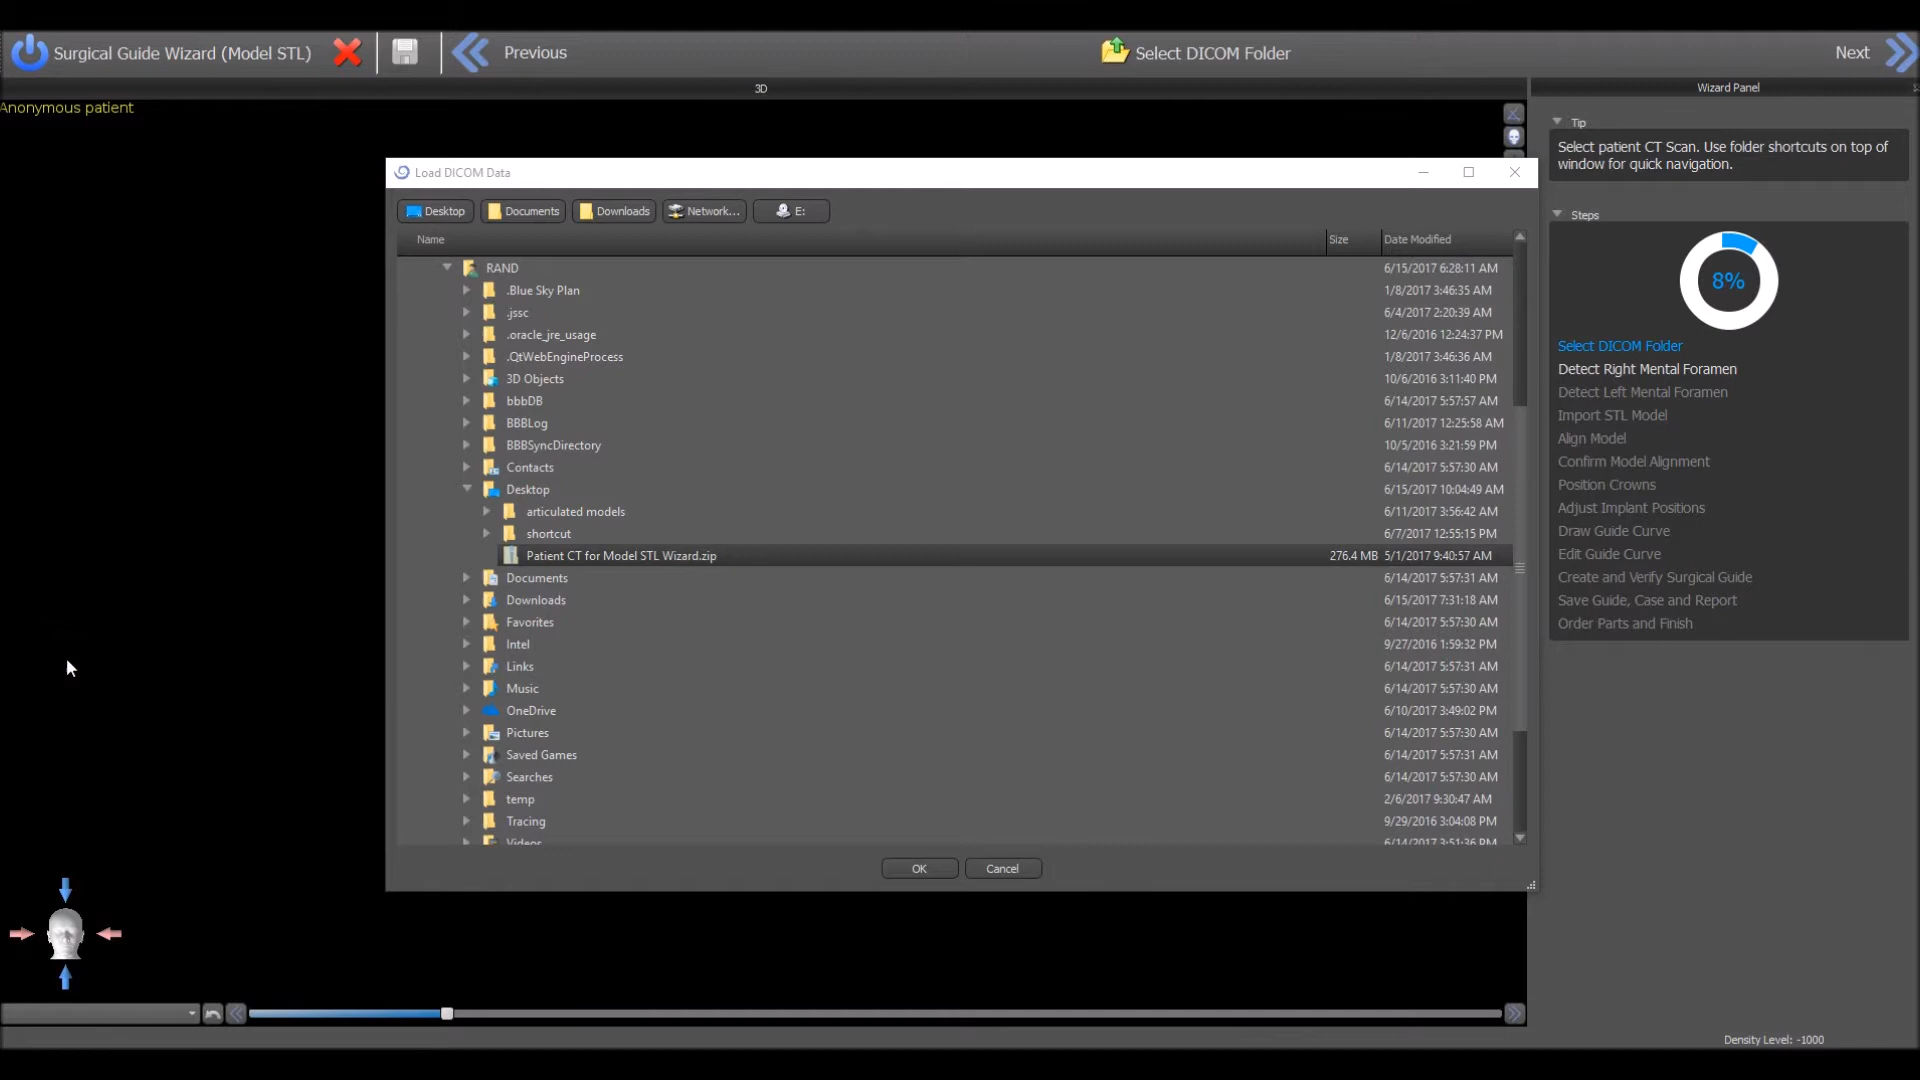 Surgical Guide Wizard (Model STL)
Previous
Select DICOM Folder
Next
3D
Wizard Panel
Anonymous patient
Tip
Select patient CT Scan. Use folder shortcuts on top of
window for quick navigation.
Load DICOM Data
Desktop Documents Downloads Network... E:
Name Size Date Modified
RAND 6/15/2017 6:28:11 AM
.Blue Sky Plan 1/8/2017 3:46:35 AM
.jssc 6/4/2017 2:20:39 AM
.oracle_jre_usage 12/6/2016 12:24:37 PM
.QtWebEngineProcess 1/8/2017 3:46:36 AM
3D Objects 10/6/2016 3:11:40 PM
bbbDB 6/14/2017 5:57:57 AM
BBBLog 6/11/2017 12:25:58 AM
BBBSyncDirectory 10/5/2016 3:21:59 PM
Contacts 6/14/2017 5:57:30 AM
Desktop 6/15/2017 10:04:49 AM
articulated models 6/11/2017 3:56:42 AM
shortcut 6/7/2017 12:55:15 PM
Patient CT for Model STL Wizard.zip 276.4 MB 5/1/2017 9:40:57 AM
Documents 6/14/2017 5:57:31 AM
Downloads 6/15/2017 7:31:18 AM
Favorites 6/14/2017 5:57:30 AM
Intel 9/27/2016 1:59:32 PM
Links 6/14/2017 5:57:31 AM
Music 6/14/2017 5:57:30 AM
OneDrive 6/10/2017 3:49:02 PM
Pictures 6/14/2017 5:57:30 AM
Saved Games 6/14/2017 5:57:31 AM
Searches 6/14/2017 5:57:30 AM
temp 2/6/2017 9:30:47 AM
Tracing 9/29/2016 3:04:08 PM
Videos 6/14/2017 3:51:36 PM
OK Cancel
Steps
8%
Select DICOM Folder
Detect Right Mental Foramen
Detect Left Mental Foramen
Import STL Model
Align Model
Confirm Model Alignment
Position Crowns
Adjust Implant Positions
Draw Guide Curve
Edit Guide Curve
Create and Verify Surgical Guide
Save Guide, Case and Report
Order Parts and Finish
Density Level: -1000